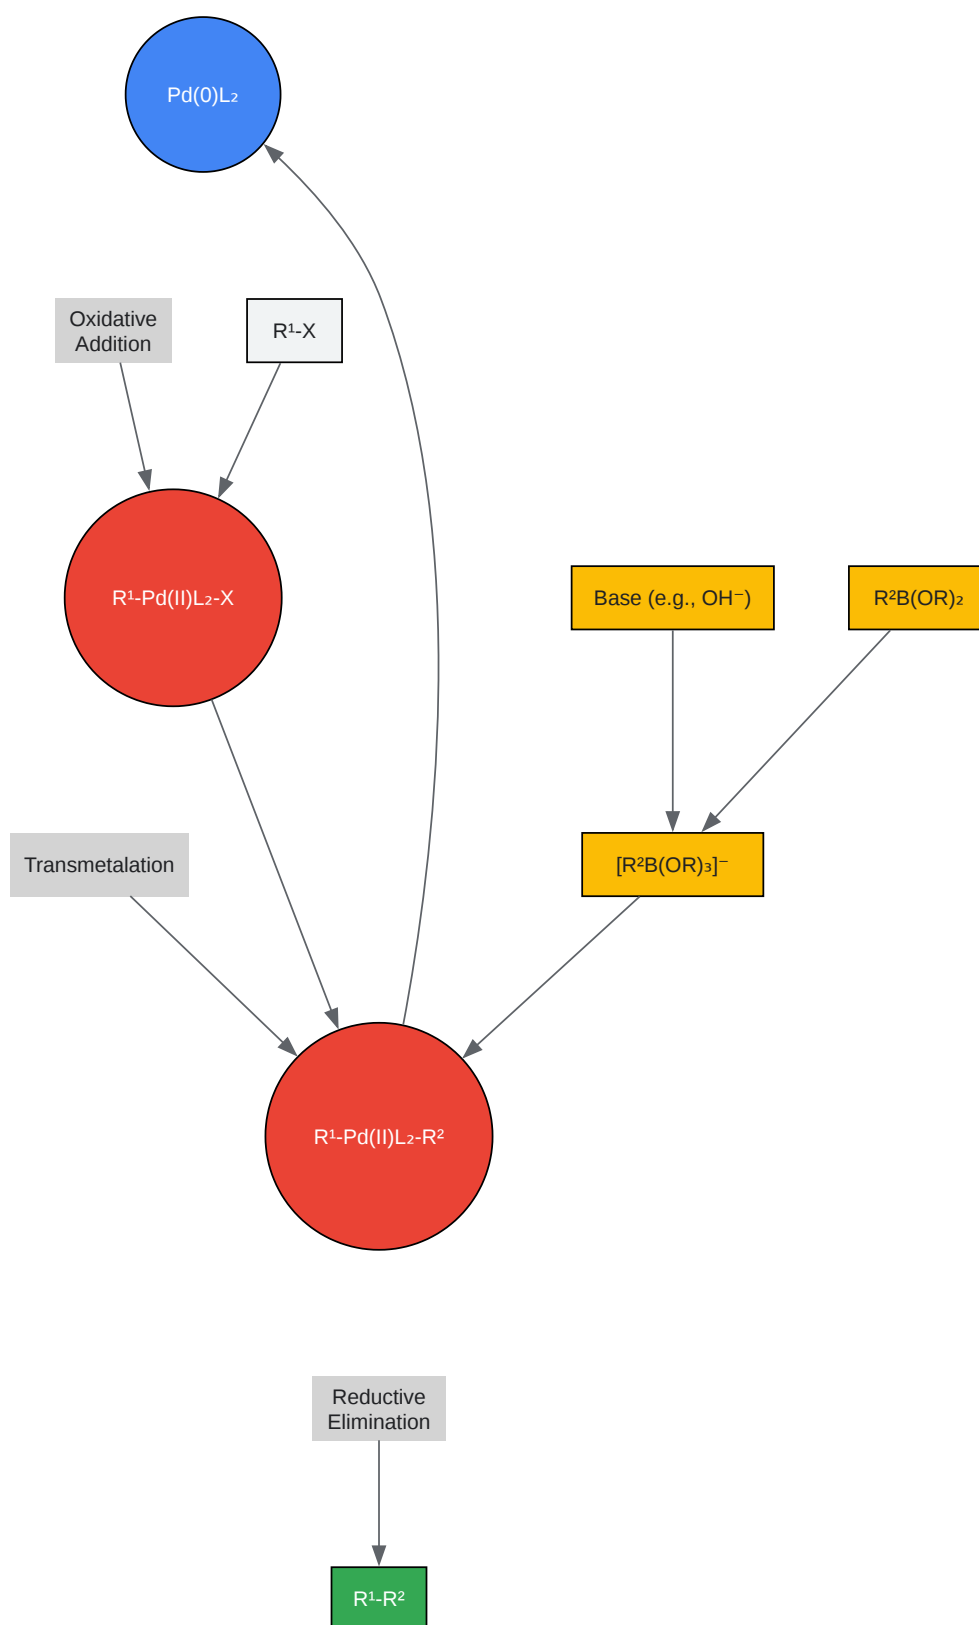 Pd(0)L₂
Oxidative
Addition
R¹-X
R¹-Pd(II)L₂-X
Base (e.g., OH⁻)
R²B(OR)₂
Transmetalation
[R²B(OR)₃]⁻
R¹-Pd(II)L₂-R²
Reductive
Elimination
R¹-R²